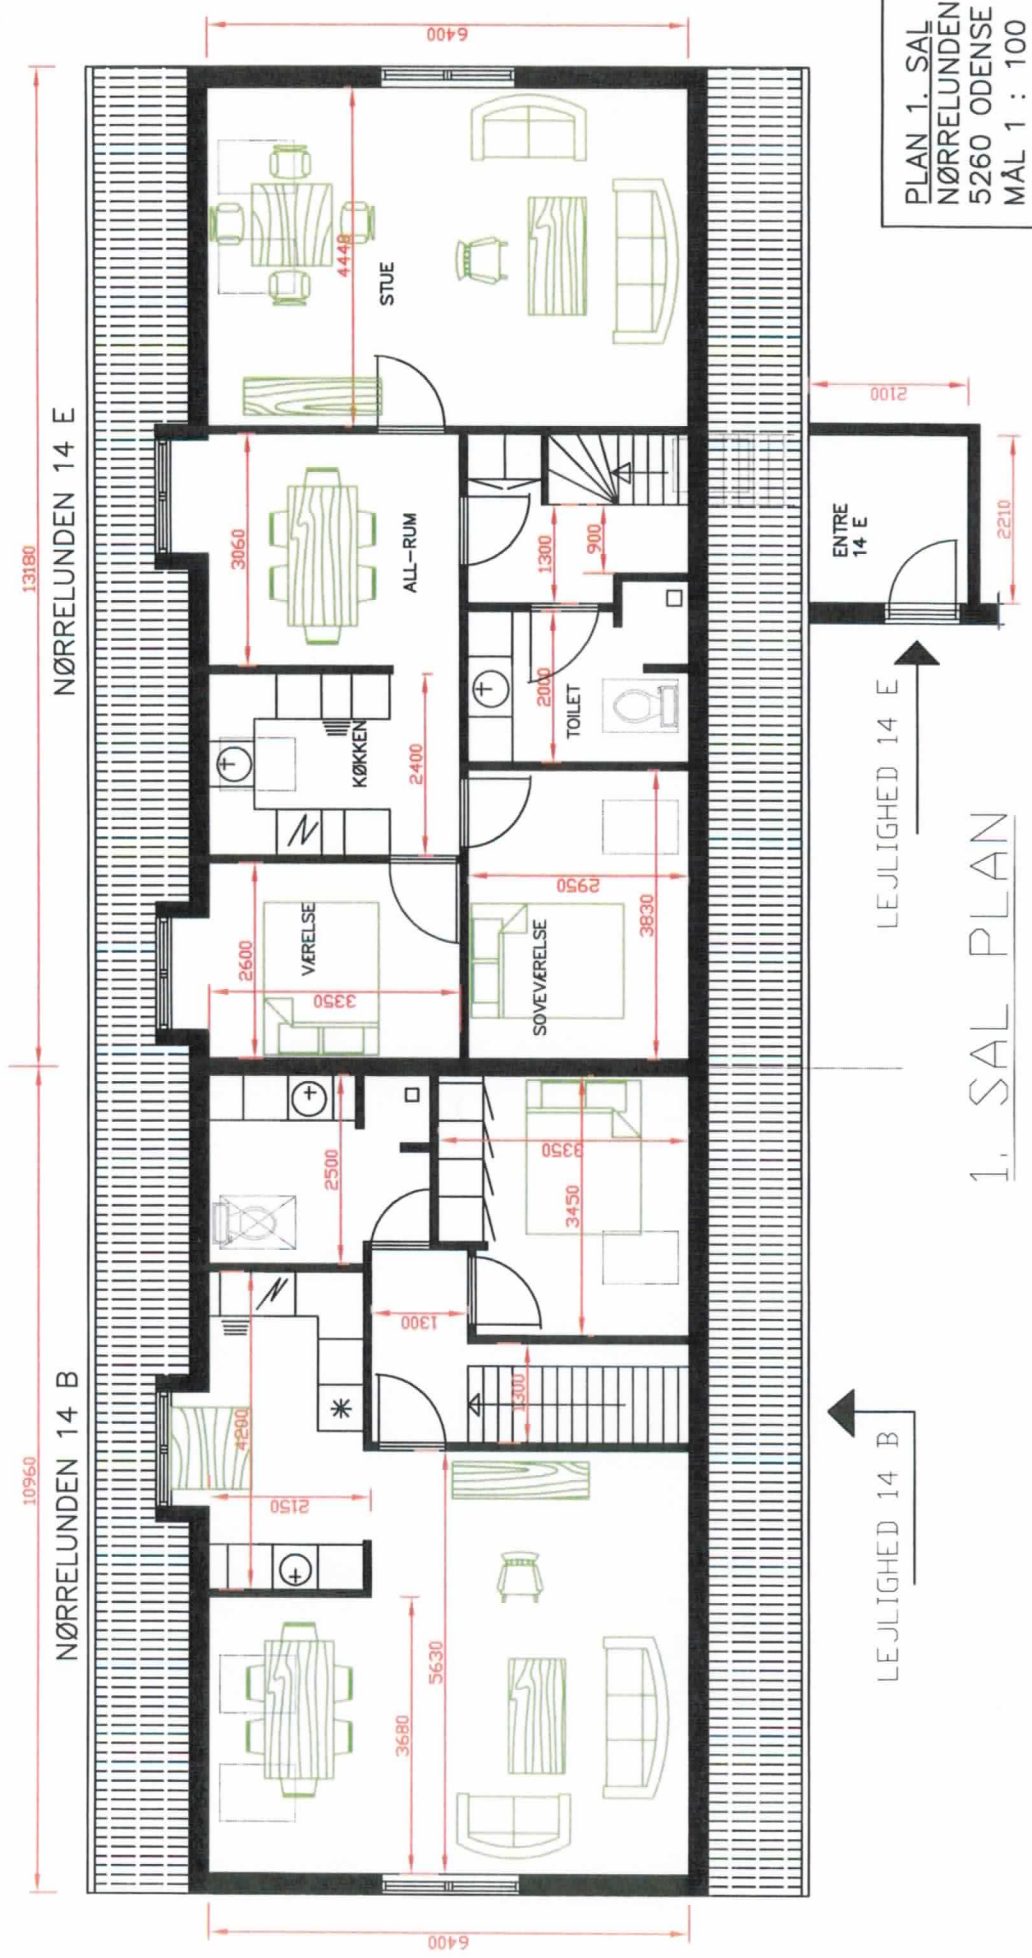 10960
13180
NØRRELUNDEN 14 B
NØRRELUNDEN 14 E
6400
4200
2150
3680
5630
1300
1300
2500
3350
3450
2600
3350
VÆRELSE
SOVEVÆRELSE
2950
3830
KØKKEN
2400
3060
ALL-RUM
TOILET
2000
1300
900
4448
STUE
6400
ENTRE
14 E
2100
2210
LEJLIGHED 14 B
LEJLIGHED 14 E
1. SAL PLAN
PLAN 1. SAL
NØRRELUNDEN
5260 ODENSE
MÅL 1 : 100